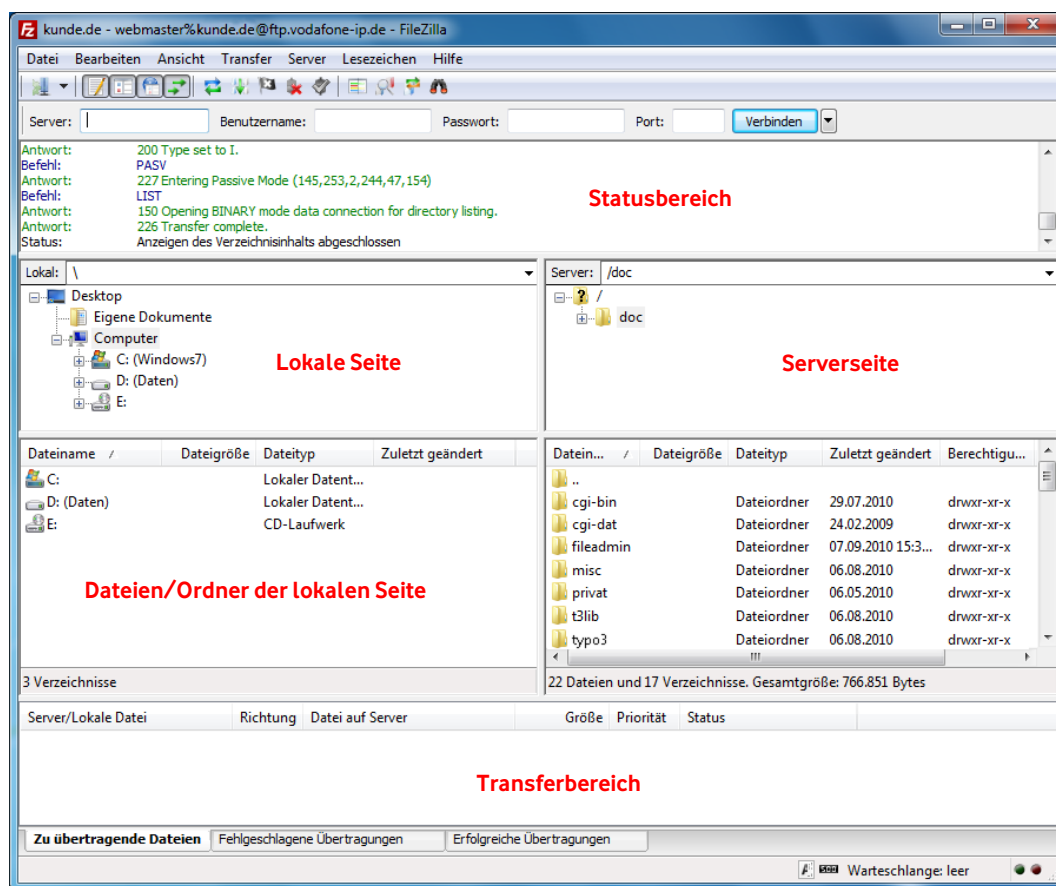 kunde.de - webmaster%kunde.de@ftp.vodafone-ip.de - FileZilla
Datei Bearbeiten Ansicht Transfer Server Lesezeichen Hilfe
Server: Benutzername: Passwort: Port: Verbinden
Antwort: 200 Type set to I.
Befehl: PASV
Antwort: 227 Entering Passive Mode (145,253,2,244,47,154)
Befehl: LIST
Antwort: 150 Opening BINARY mode data connection for directory listing.
Antwort: 226 Transfer complete.
Status: Anzeigen des Verzeichnisinhalts abgeschlossen
Statusbereich
Lokal: \
Desktop
Eigene Dokumente
Computer
C: (Windows7)
D: (Daten)
E:
Lokale Seite
Server: /doc
/
doc
Serverseite
Dateiname / Dateigröße Dateityp Zuletzt geändert
C: Lokaler Datent...
D: (Daten) Lokaler Datent...
E: CD-Laufwerk
Dateien/Ordner der lokalen Seite
3 Verzeichnisse
Datein... / Dateigröße Dateityp Zuletzt geändert Berechtigu...
..
cgi-bin Dateiordner 29.07.2010 drwxr-xr-x
cgi-dat Dateiordner 24.02.2009 drwxr-xr-x
fileadmin Dateiordner 07.09.2010 15:3... drwxr-xr-x
misc Dateiordner 06.08.2010 drwxr-xr-x
privat Dateiordner 06.05.2010 drwxr-xr-x
t3lib Dateiordner 06.08.2010 drwxr-xr-x
typo3 Dateiordner 06.08.2010 drwxr-xr-x
22 Dateien und 17 Verzeichnisse. Gesamtgröße: 766.851 Bytes
Server/Lokale Datei Richtung Datei auf Server Größe Priorität Status
Transferbereich
Zu übertragende Dateien Fehlgeschlagene Übertragungen Erfolgreiche Übertragungen
Warteschlange: leer